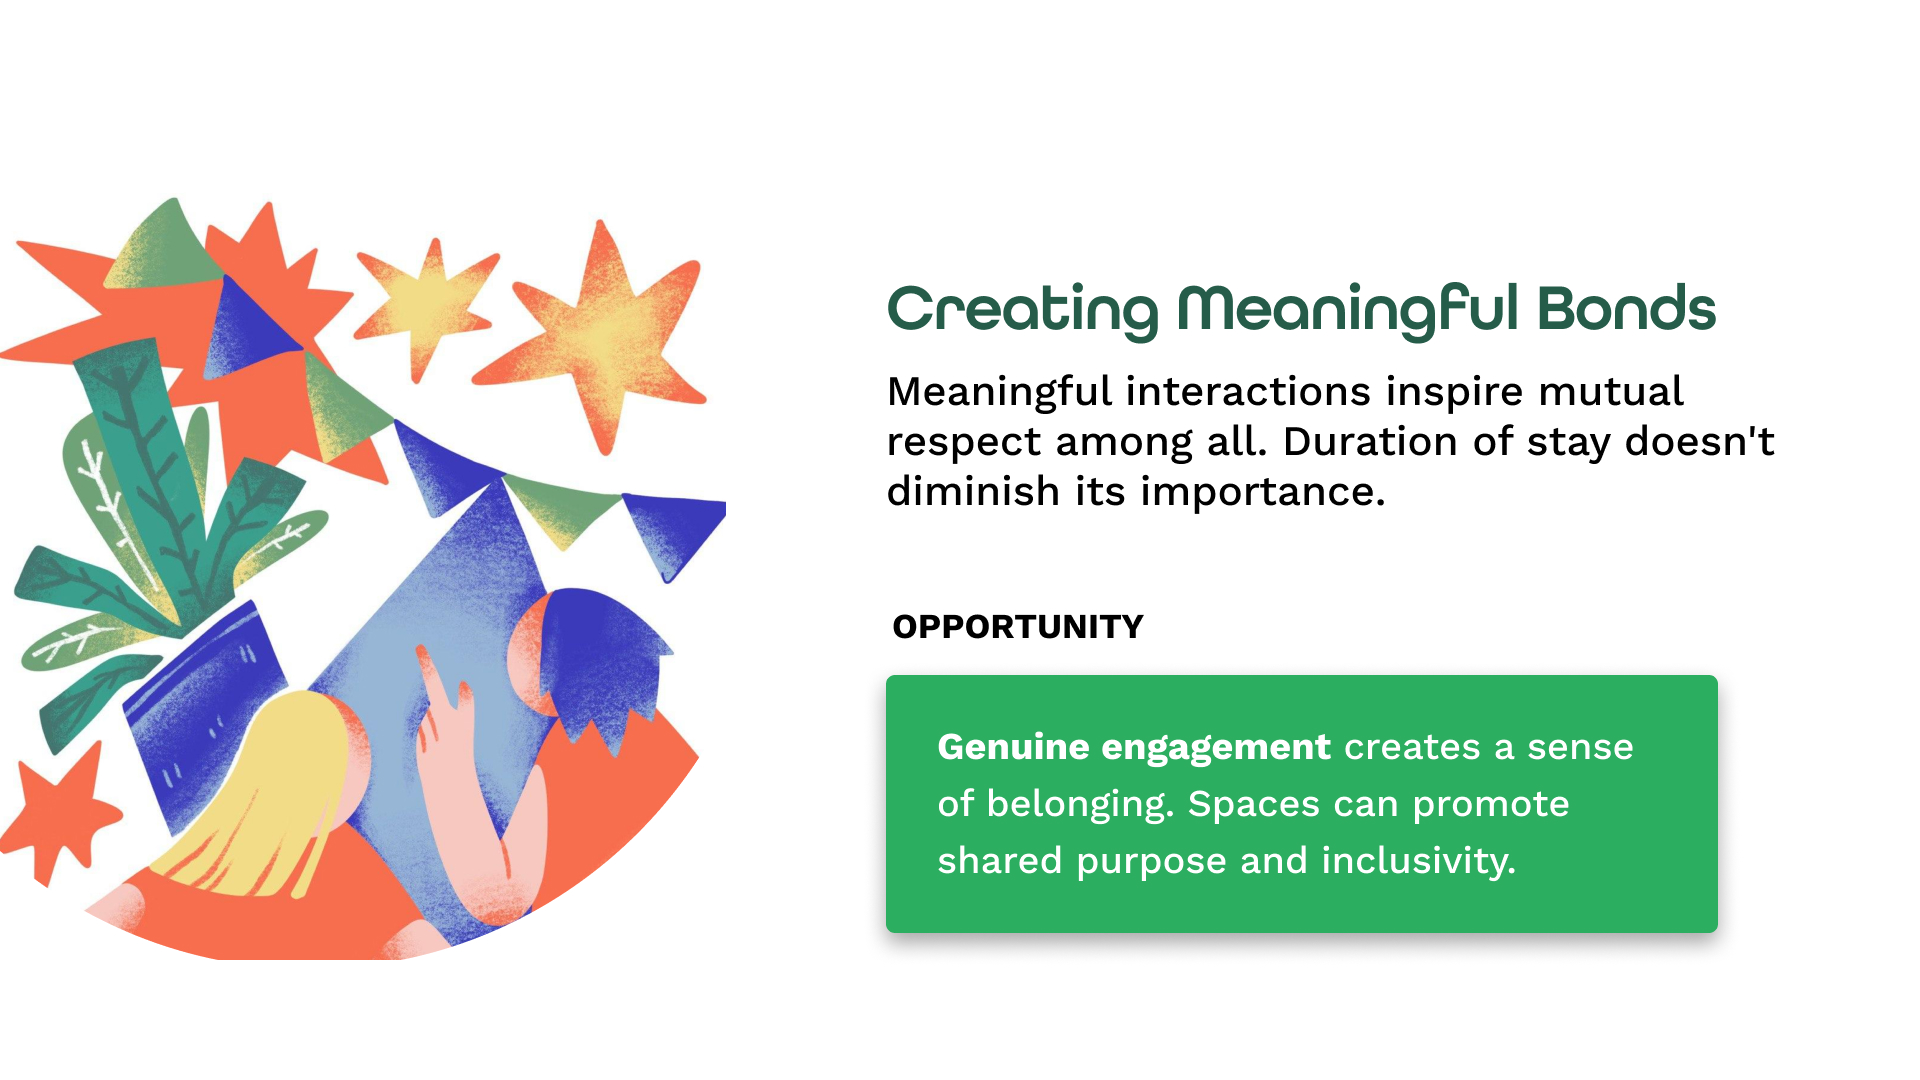 Creating Meaningful Bonds
Meaningful interactions inspire mutual
respect among all. Duration of stay doesn't
diminish its importance.
OPPORTUNITY
Genuine engagement creates a sense
of belonging. Spaces can promote
shared purpose and inclusivity.